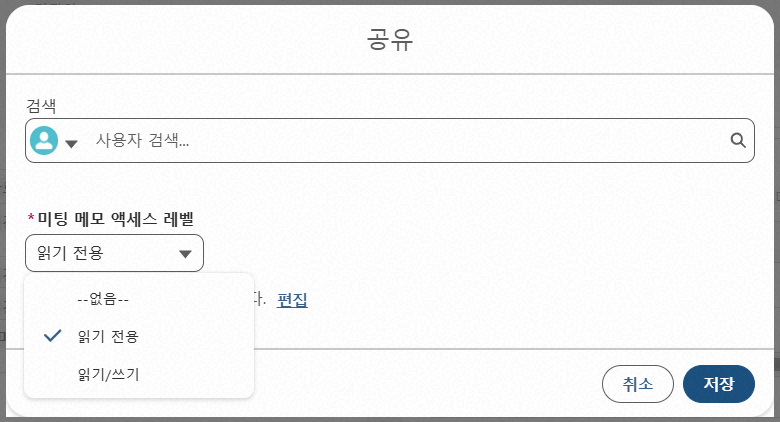 공유
검색
사용자 검색...
*미팅 메모 액세스 레벨
읽기 전용
--없음--
다. 편집
읽기 전용
읽기/쓰기
취소 저장